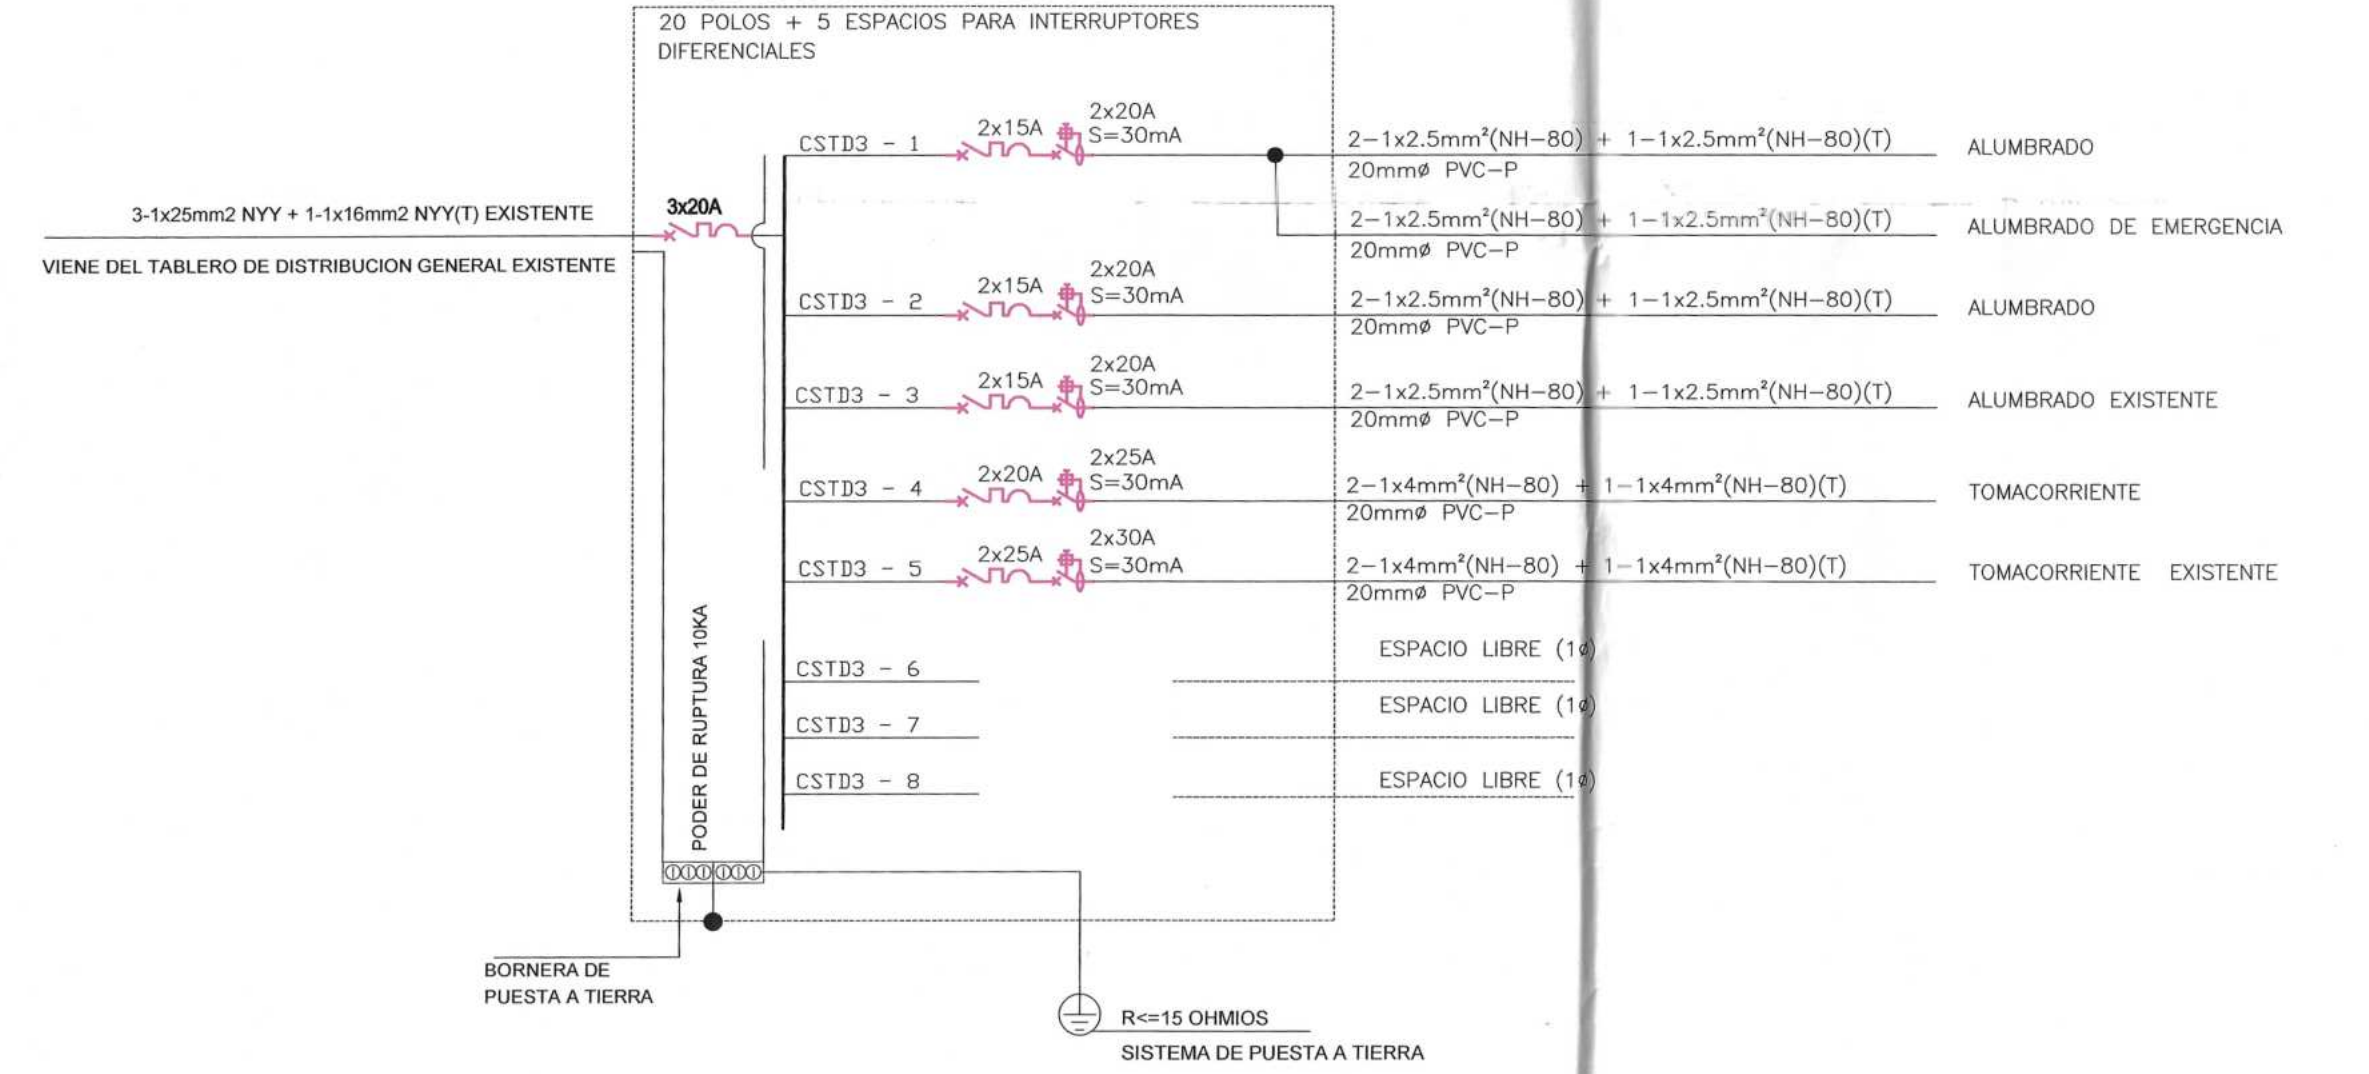 20 POLOS + 5 ESPACIOS PARA INTERRUPTORES
DIFERENCIALES
3-1x25mm2 NYY + 1-1x16mm2 NYY(T) EXISTENTE
VIENE DEL TABLERO DE DISTRIBUCION GENERAL EXISTENTE
3x20A
CSTD3 - 1
2x15A
2x20A
S=30mA
2-1x2.5mm²(NH-80) + 1-1x2.5mm²(NH-80)(T)
20mmø PVC-P
ALUMBRADO
2-1x2.5mm²(NH-80) + 1-1x2.5mm²(NH-80)(T)
20mmø PVC-P
ALUMBRADO DE EMERGENCIA
CSTD3 - 2
2x15A
2x20A
S=30mA
2-1x2.5mm²(NH-80) + 1-1x2.5mm²(NH-80)(T)
20mmø PVC-P
ALUMBRADO
CSTD3 - 3
2x15A
2x20A
S=30mA
2-1x2.5mm²(NH-80) + 1-1x2.5mm²(NH-80)(T)
20mmø PVC-P
ALUMBRADO EXISTENTE
CSTD3 - 4
2x20A
2x25A
S=30mA
2-1x4mm²(NH-80) + 1-1x4mm²(NH-80)(T)
20mmø PVC-P
TOMACORRIENTE
CSTD3 - 5
2x25A
2x30A
S=30mA
2-1x4mm²(NH-80) + 1-1x4mm²(NH-80)(T)
20mmø PVC-P
TOMACORRIENTE EXISTENTE
CSTD3 - 6
ESPACIO LIBRE (1ø)
CSTD3 - 7
ESPACIO LIBRE (1ø)
CSTD3 - 8
ESPACIO LIBRE (1ø)
PODER DE RUPTURA 10KA
BORNERA DE
PUESTA A TIERRA
R<=15 OHMIOS
SISTEMA DE PUESTA A TIERRA